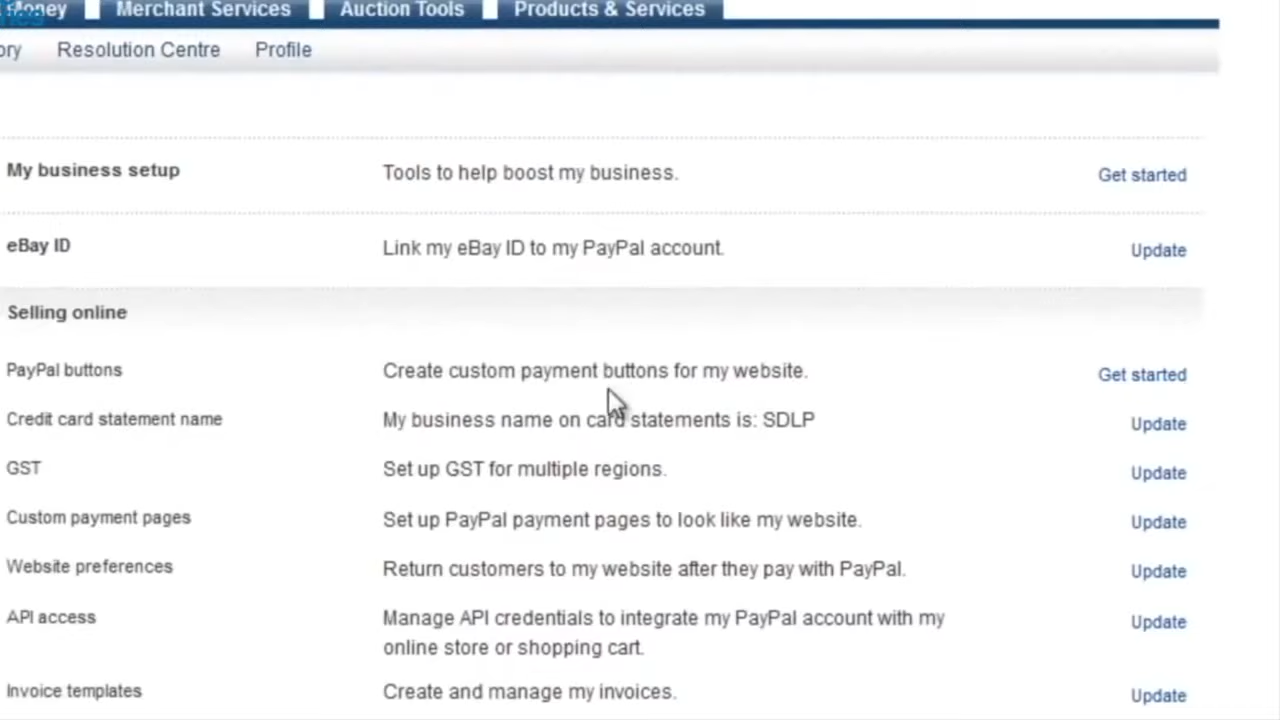 Money Merchant Services Auction Tools Products & Services
ory Resolution Centre Profile
My business setup Tools to help boost my business. Get started
eBay ID Link my eBay ID to my PayPal account. Update
Selling online
PayPal buttons Create custom payment buttons for my website. Get started
Credit card statement name My business name on card statements is: SDLP Update
GST Set up GST for multiple regions. Update
Custom payment pages Set up PayPal payment pages to look like my website. Update
Website preferences Return customers to my website after they pay with PayPal. Update
API access Manage API credentials to integrate my PayPal account with my Update
online store or shopping cart.
Invoice templates Create and manage my invoices. Update